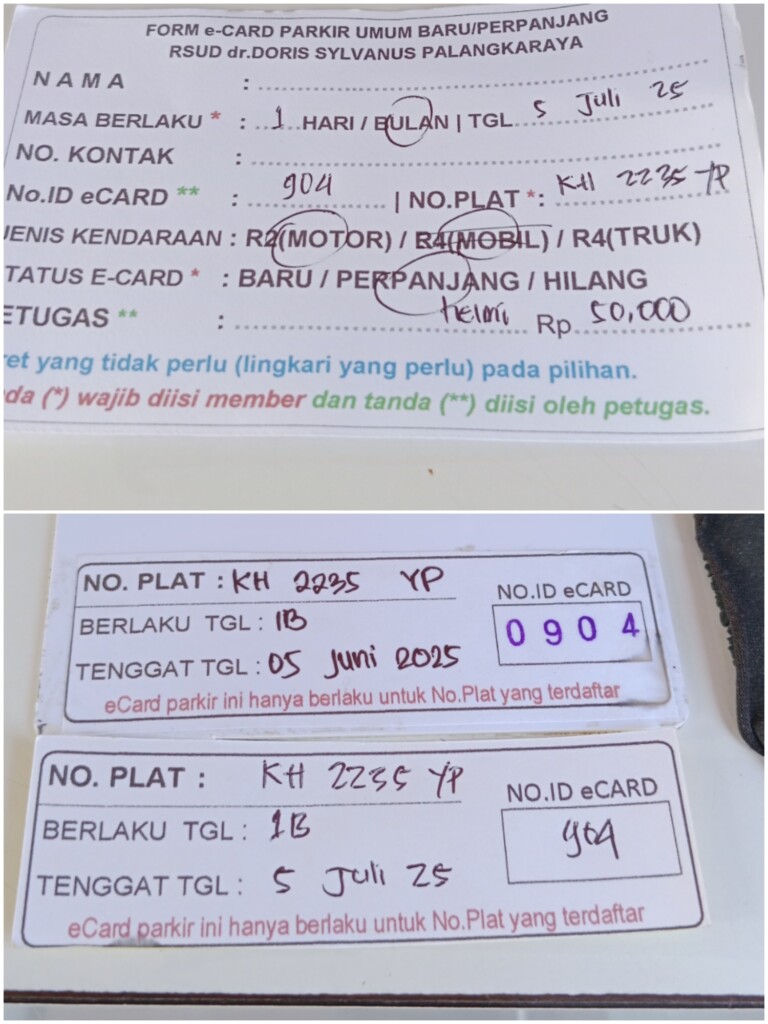 FORM e-CARD PARKIR UMUM BARU/PERPANJANG
RSUD dr.DORIS SYLVANUS PALANGKARAYA
NAMA :
MASA BERLAKU * : 1 HARI / BULAN | TGL 5 Juli 25
NO. KONTAK :
No.ID eCARD ** : 904 | NO.PLAT *: KH 2235 YP
JENIS KENDARAAN : R2(MOTOR) / R4(MOBIL) / R4(TRUK)
TATUS E-CARD * : BARU / PERPANJANG / HILANG
ETUGAS ** : helmi Rp 50,000
ret yang tidak perlu (lingkari yang perlu) pada pilihan.
da (*) wajib diisi member dan tanda (**) diisi oleh petugas.
NO. PLAT : KH 2235 YP
NO.ID eCARD
BERLAKU TGL : 1B
0904
TENGGAT TGL : 05 Juni 2025
eCard parkir ini hanya berlaku untuk No.Plat yang terdaftar
NO. PLAT : KH 2235 YP
NO.ID eCARD
BERLAKU TGL : 1B
904
TENGGAT TGL : 5 Juli 25
eCard parkir ini hanya berlaku untuk No.Plat yang terdaftar